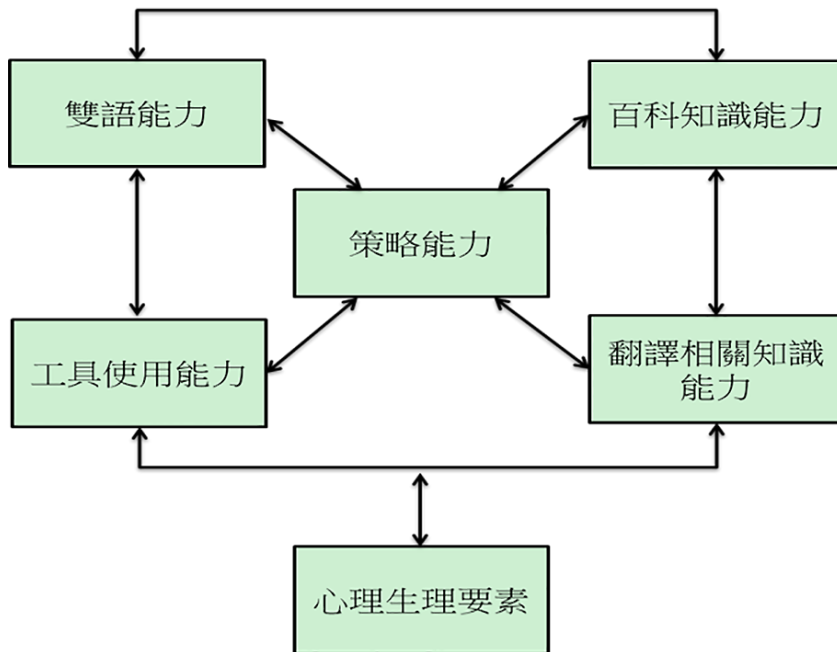 雙語能力
百科知識能力
策略能力
工具使用能力
翻譯相關知識
能力
心理生理要素